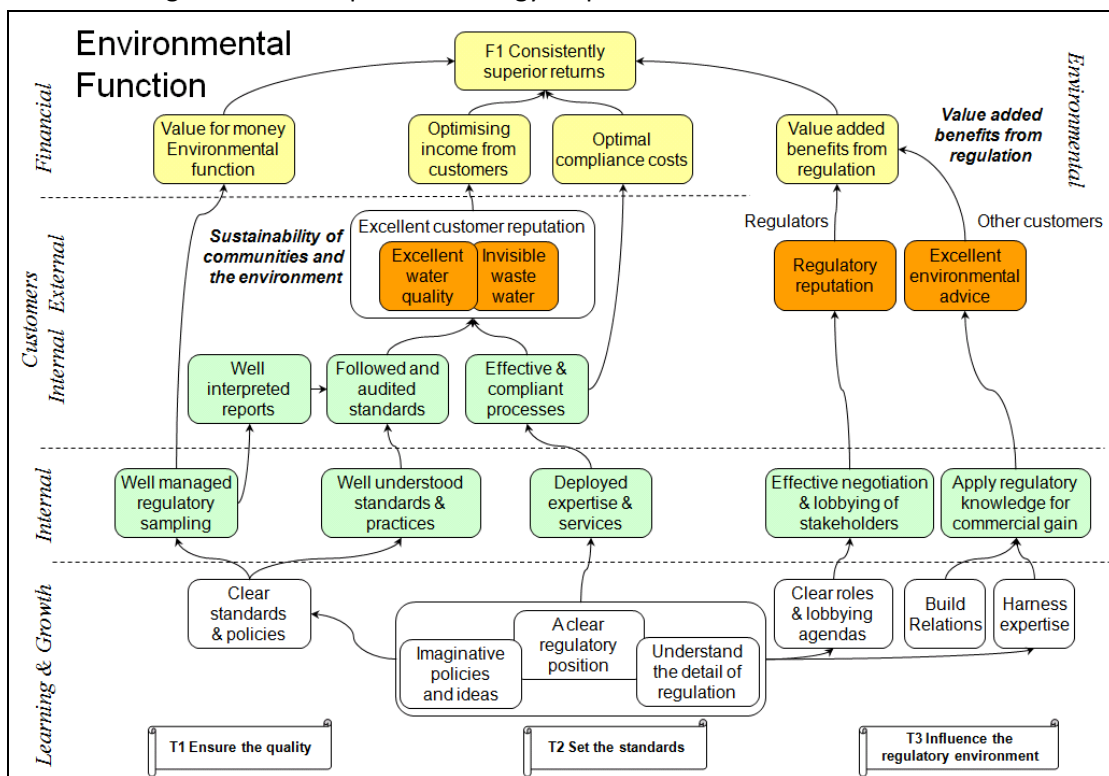 Environmental
Function
F1 Consistently
superior returns
Environmental
Financial
Value for money
Environmental
function
Optimising
income from
customers
Optimal
compliance costs
Value added
benefits from
regulation
Value added
benefits from
regulation
Customers
External
Internal
Sustainability of
communities and
the environment
Excellent customer reputation
Excellent
water
quality
Invisible
waste
water
Regulators
Other customers
Regulatory
reputation
Excellent
environmental
advice
Well
interpreted
reports
Followed and
audited
standards
Effective &
compliant
processes
Internal
Well managed
regulatory
sampling
Well understood
standards &
practices
Deployed
expertise &
services
Effective negotiation
& lobbying of
stakeholders
Apply regulatory
knowledge for
commercial gain
Learning & Growth
Clear
standards
& policies
Imaginative
policies
and ideas
A clear
regulatory
position
Understand
the detail of
regulation
Clear roles
& lobbying
agendas
Build
Relations
Harness
expertise
T1 Ensure the quality
T2 Set the standards
T3 Influence the
regulatory environment